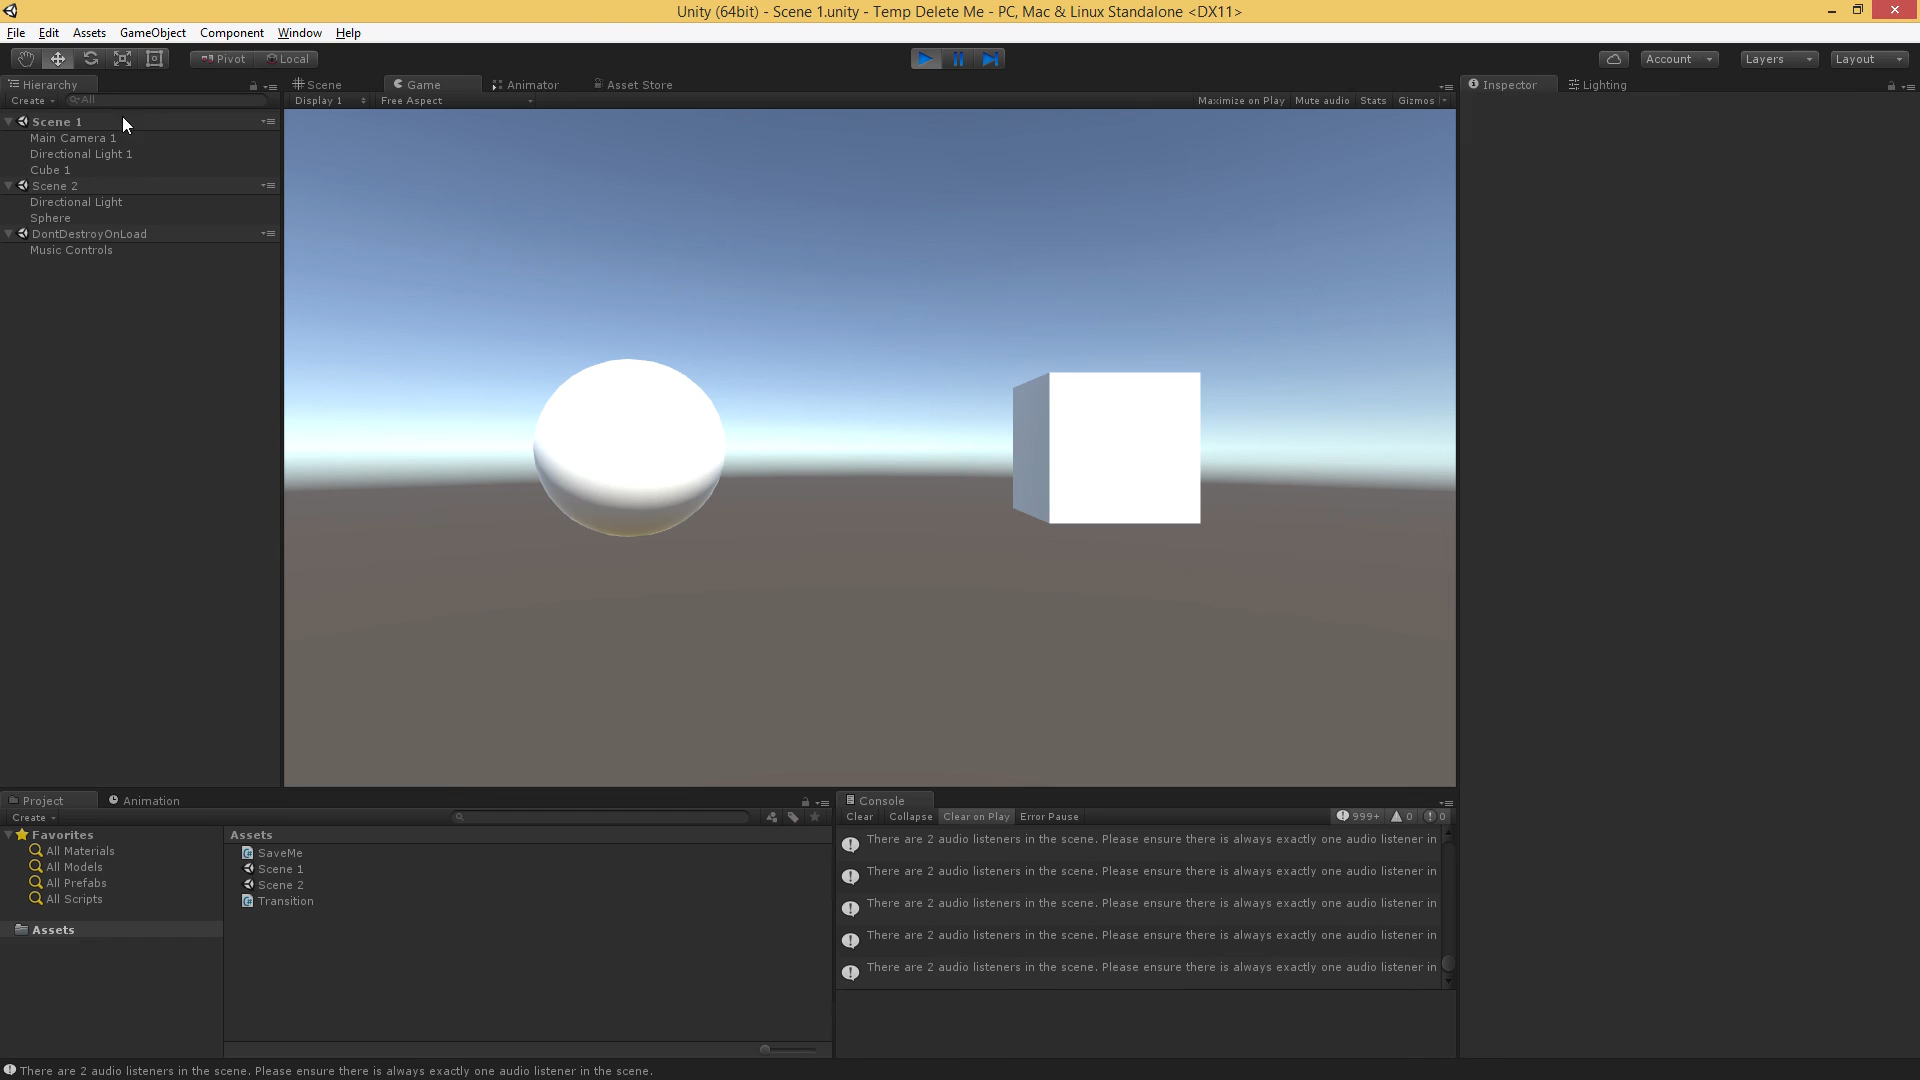 Unity (64bit) - Scene 1.unity - Temp Delete Me - PC, Mac & Linux Standalone <DX11>
File Edit Assets GameObject Component Window Help
Pivot Local Account Layers Layout
Hierarchy Scene Game Animator Asset Store Inspector Lighting
Create All Display 1 Free Aspect Maximize on Play Mute audio Stats Gizmos
Scene 1
Main Camera 1
Directional Light 1
Cube 1
Scene 2
Directional Light
Sphere
DontDestroyOnLoad
Music Controls
Project Animation Console
Create Clear Collapse Clear on Play Error Pause 999+ 0 0
Favorites
All Materials
All Models
All Prefabs
All Scripts
Assets
Assets
SaveMe
Scene 1
Scene 2
Transition
There are 2 audio listeners in the scene. Please ensure there is always exactly one audio listener in
There are 2 audio listeners in the scene. Please ensure there is always exactly one audio listener in
There are 2 audio listeners in the scene. Please ensure there is always exactly one audio listener in
There are 2 audio listeners in the scene. Please ensure there is always exactly one audio listener in
There are 2 audio listeners in the scene. Please ensure there is always exactly one audio listener in
There are 2 audio listeners in the scene. Please ensure there is always exactly one audio listener in the scene.